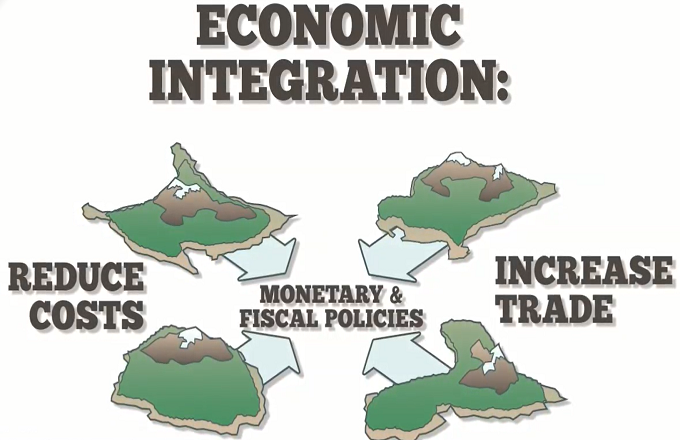 ECONOMIC
INTEGRATION:
REDUCE
COSTS
MONETARY &
FISCAL POLICIES
INCREASE
TRADE